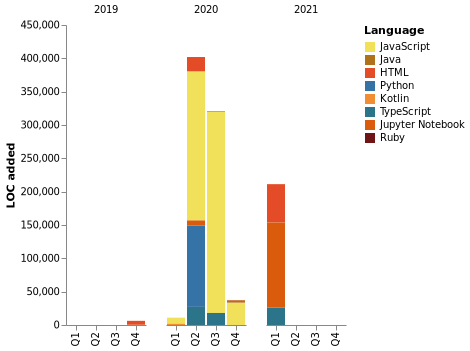 2019 2020 2021
450,000
400,000
350,000
300,000
250,000
200,000
150,000
100,000
50,000
0
LOC added
Q1 Q2 Q3 Q4 Q1 Q2 Q3 Q4 Q1 Q2 Q3 Q4
Language
JavaScript
Java
HTML
Python
Kotlin
TypeScript
Jupyter Notebook
Ruby